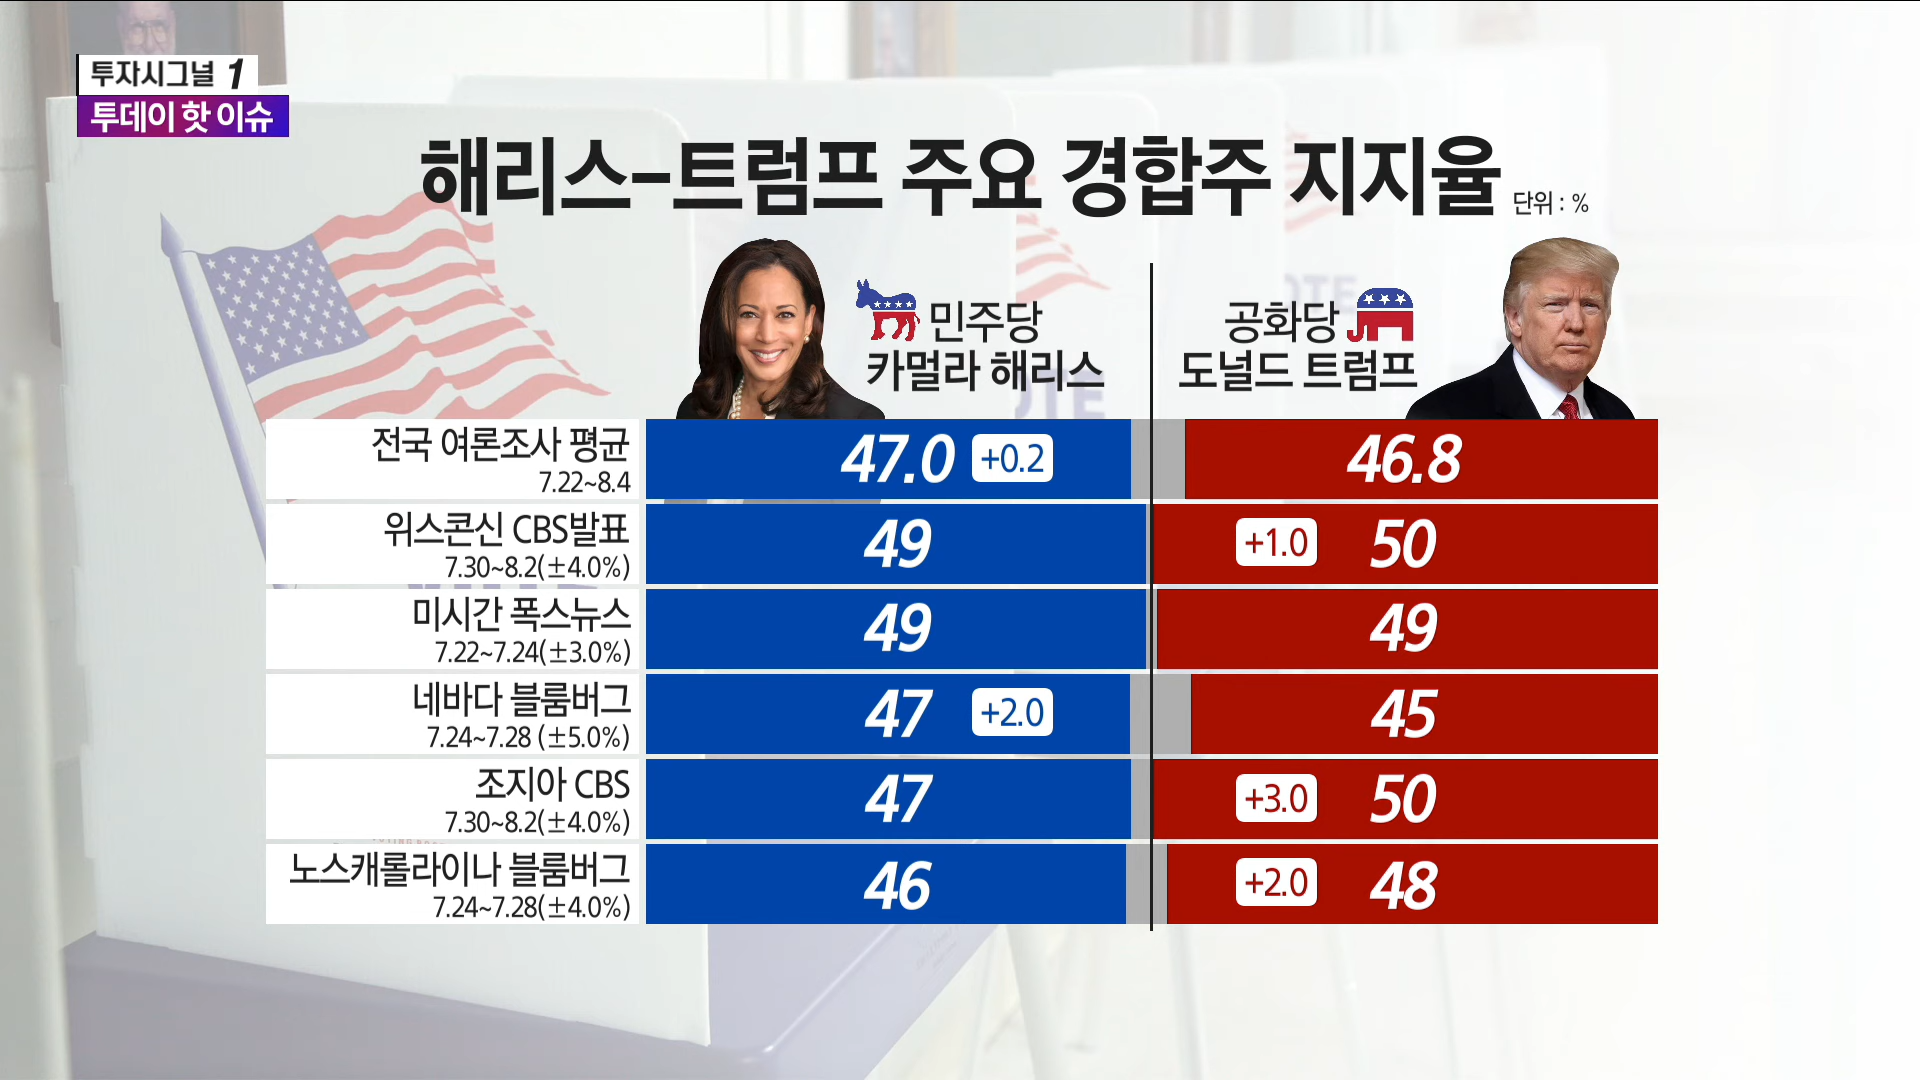 투자시그널 1
투데이 핫 이슈
해리스-트럼프 주요 경합주 지지율 단위 : %
민주당
카멀라 해리스
공화당
도널드 트럼프
전국 여론조사 평균
7.22~8.4
47.0 +0.2 46.8
위스콘신 CBS발표
7.30~8.2(±4.0%)
49 +1.0 50
미시간 폭스뉴스
7.22~7.24(±3.0%)
49 49
네바다 블룸버그
7.24~7.28 (±5.0%)
47 +2.0 45
조지아 CBS
7.30~8.2(±4.0%)
47 +3.0 50
노스캐롤라이나 블룸버그
7.24~7.28(±4.0%)
46 +2.0 48